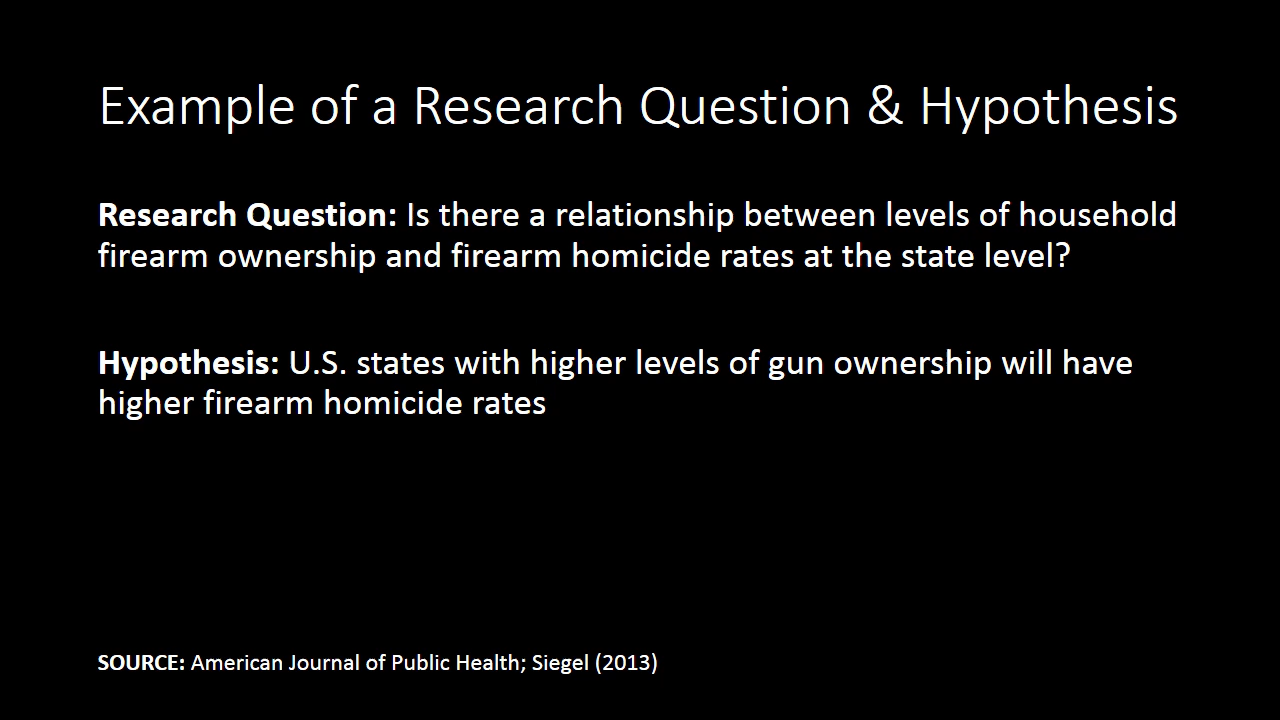 Example of a Research Question & Hypothesis
Research Question: Is there a relationship between levels of household
firearm ownership and firearm homicide rates at the state level?
Hypothesis: U.S. states with higher levels of gun ownership will have
higher firearm homicide rates
SOURCE: American Journal of Public Health; Siegel (2013)